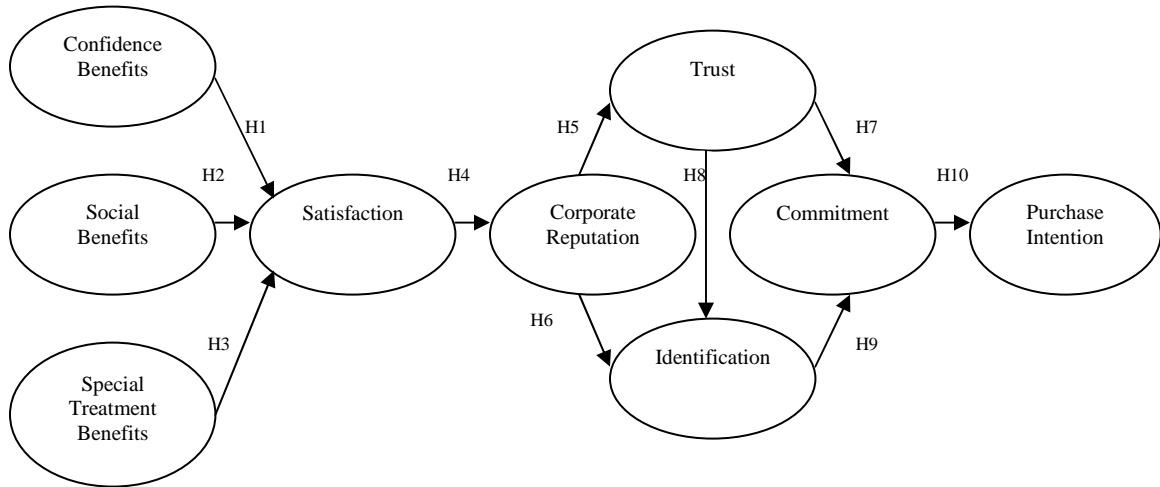 Confidence
Benefits
H1
H2
Social
Benefits
H3
Special
Treatment
Benefits
Satisfaction
H4
Corporate
Reputation
H5
H6
Trust
H8
Identification
H7
H9
Commitment
H10
Purchase
Intention